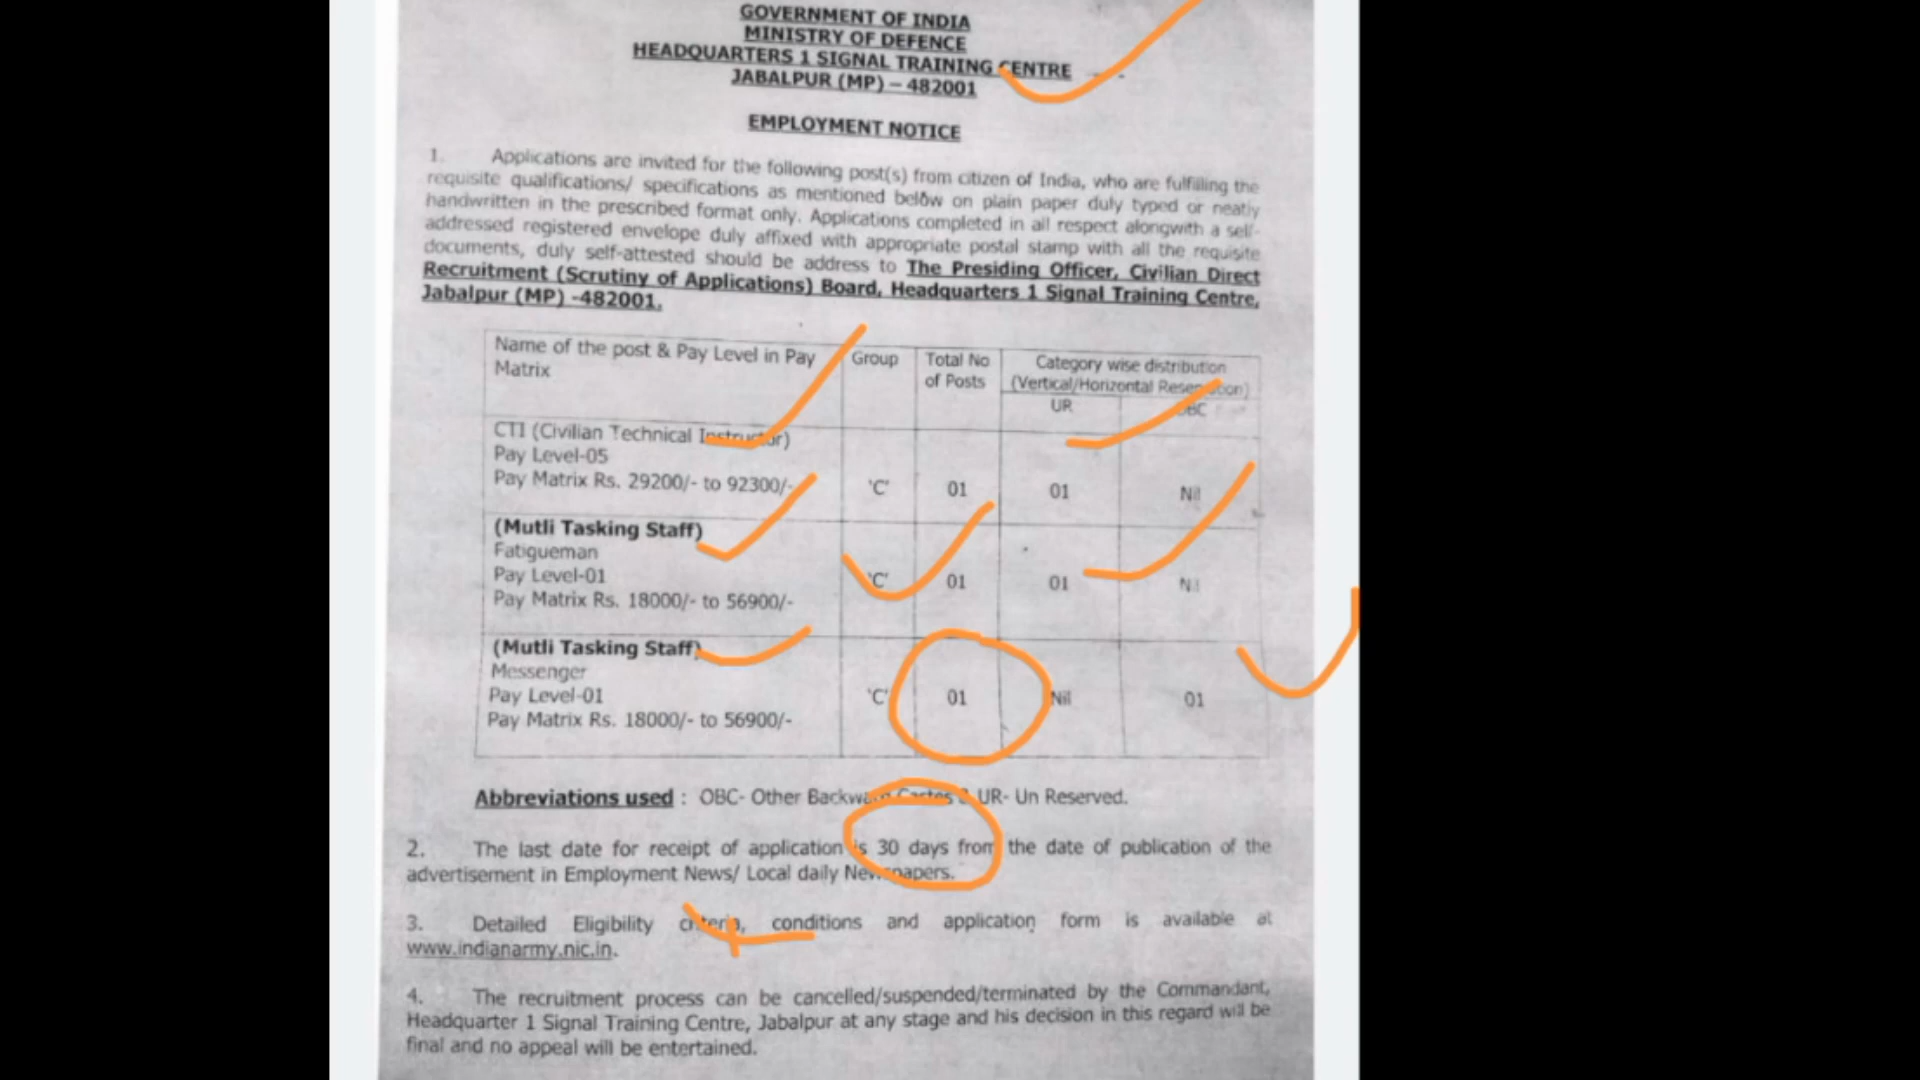 GOVERNMENT OF INDIA
MINISTRY OF DEFENCE
HEADQUARTERS 1 SIGNAL TRAINING CENTRE
JABALPUR (MP) – 482001
EMPLOYMENT NOTICE
1. Applications are invited for the following post(s) from citizen of India, who are fulfilling the
requisite qualifications/ specifications as mentioned below on plain paper duly typed or neatly
handwritten in the prescribed format only. Applications completed in all respect alongwith a self-
addressed registered envelope duly affixed with appropriate postal stamp with all the requisite
documents, duly self-attested should be address to The Presiding Officer, Civilian Direct
Recruitment (Scrutiny of Applications) Board, Headquarters 1 Signal Training Centre,
Jabalpur (MP) -482001.
Name of the post & Pay Level in Pay Matrix
Group
Total No of Posts
Category wise distribution
(Vertical/Horizontal Reservation)
UR OBC
CTI (Civilian Technical Instructor)
Pay Level-05
Pay Matrix Rs. 29200/- to 92300/- 'C' 01 01 Nil
(Mutli Tasking Staff)
Fatigueman
Pay Level-01 'C' 01 01 Nil
Pay Matrix Rs. 18000/- to 56900/-
(Mutli Tasking Staff)
Messenger
Pay Level-01 'C' 01 Nil 01
Pay Matrix Rs. 18000/- to 56900/-
Abbreviations used : OBC- Other Backward Castes & UR- Un Reserved.
2. The last date for receipt of application is 30 days from the date of publication of the
advertisement in Employment News/ Local daily Newspapers.
3. Detailed Eligibility criteria, conditions and application form is available at
www.indianarmy.nic.in.
4. The recruitment process can be cancelled/suspended/terminated by the Commandant,
Headquarter 1 Signal Training Centre, Jabalpur at any stage and his decision in this regard will be
final and no appeal will be entertained.